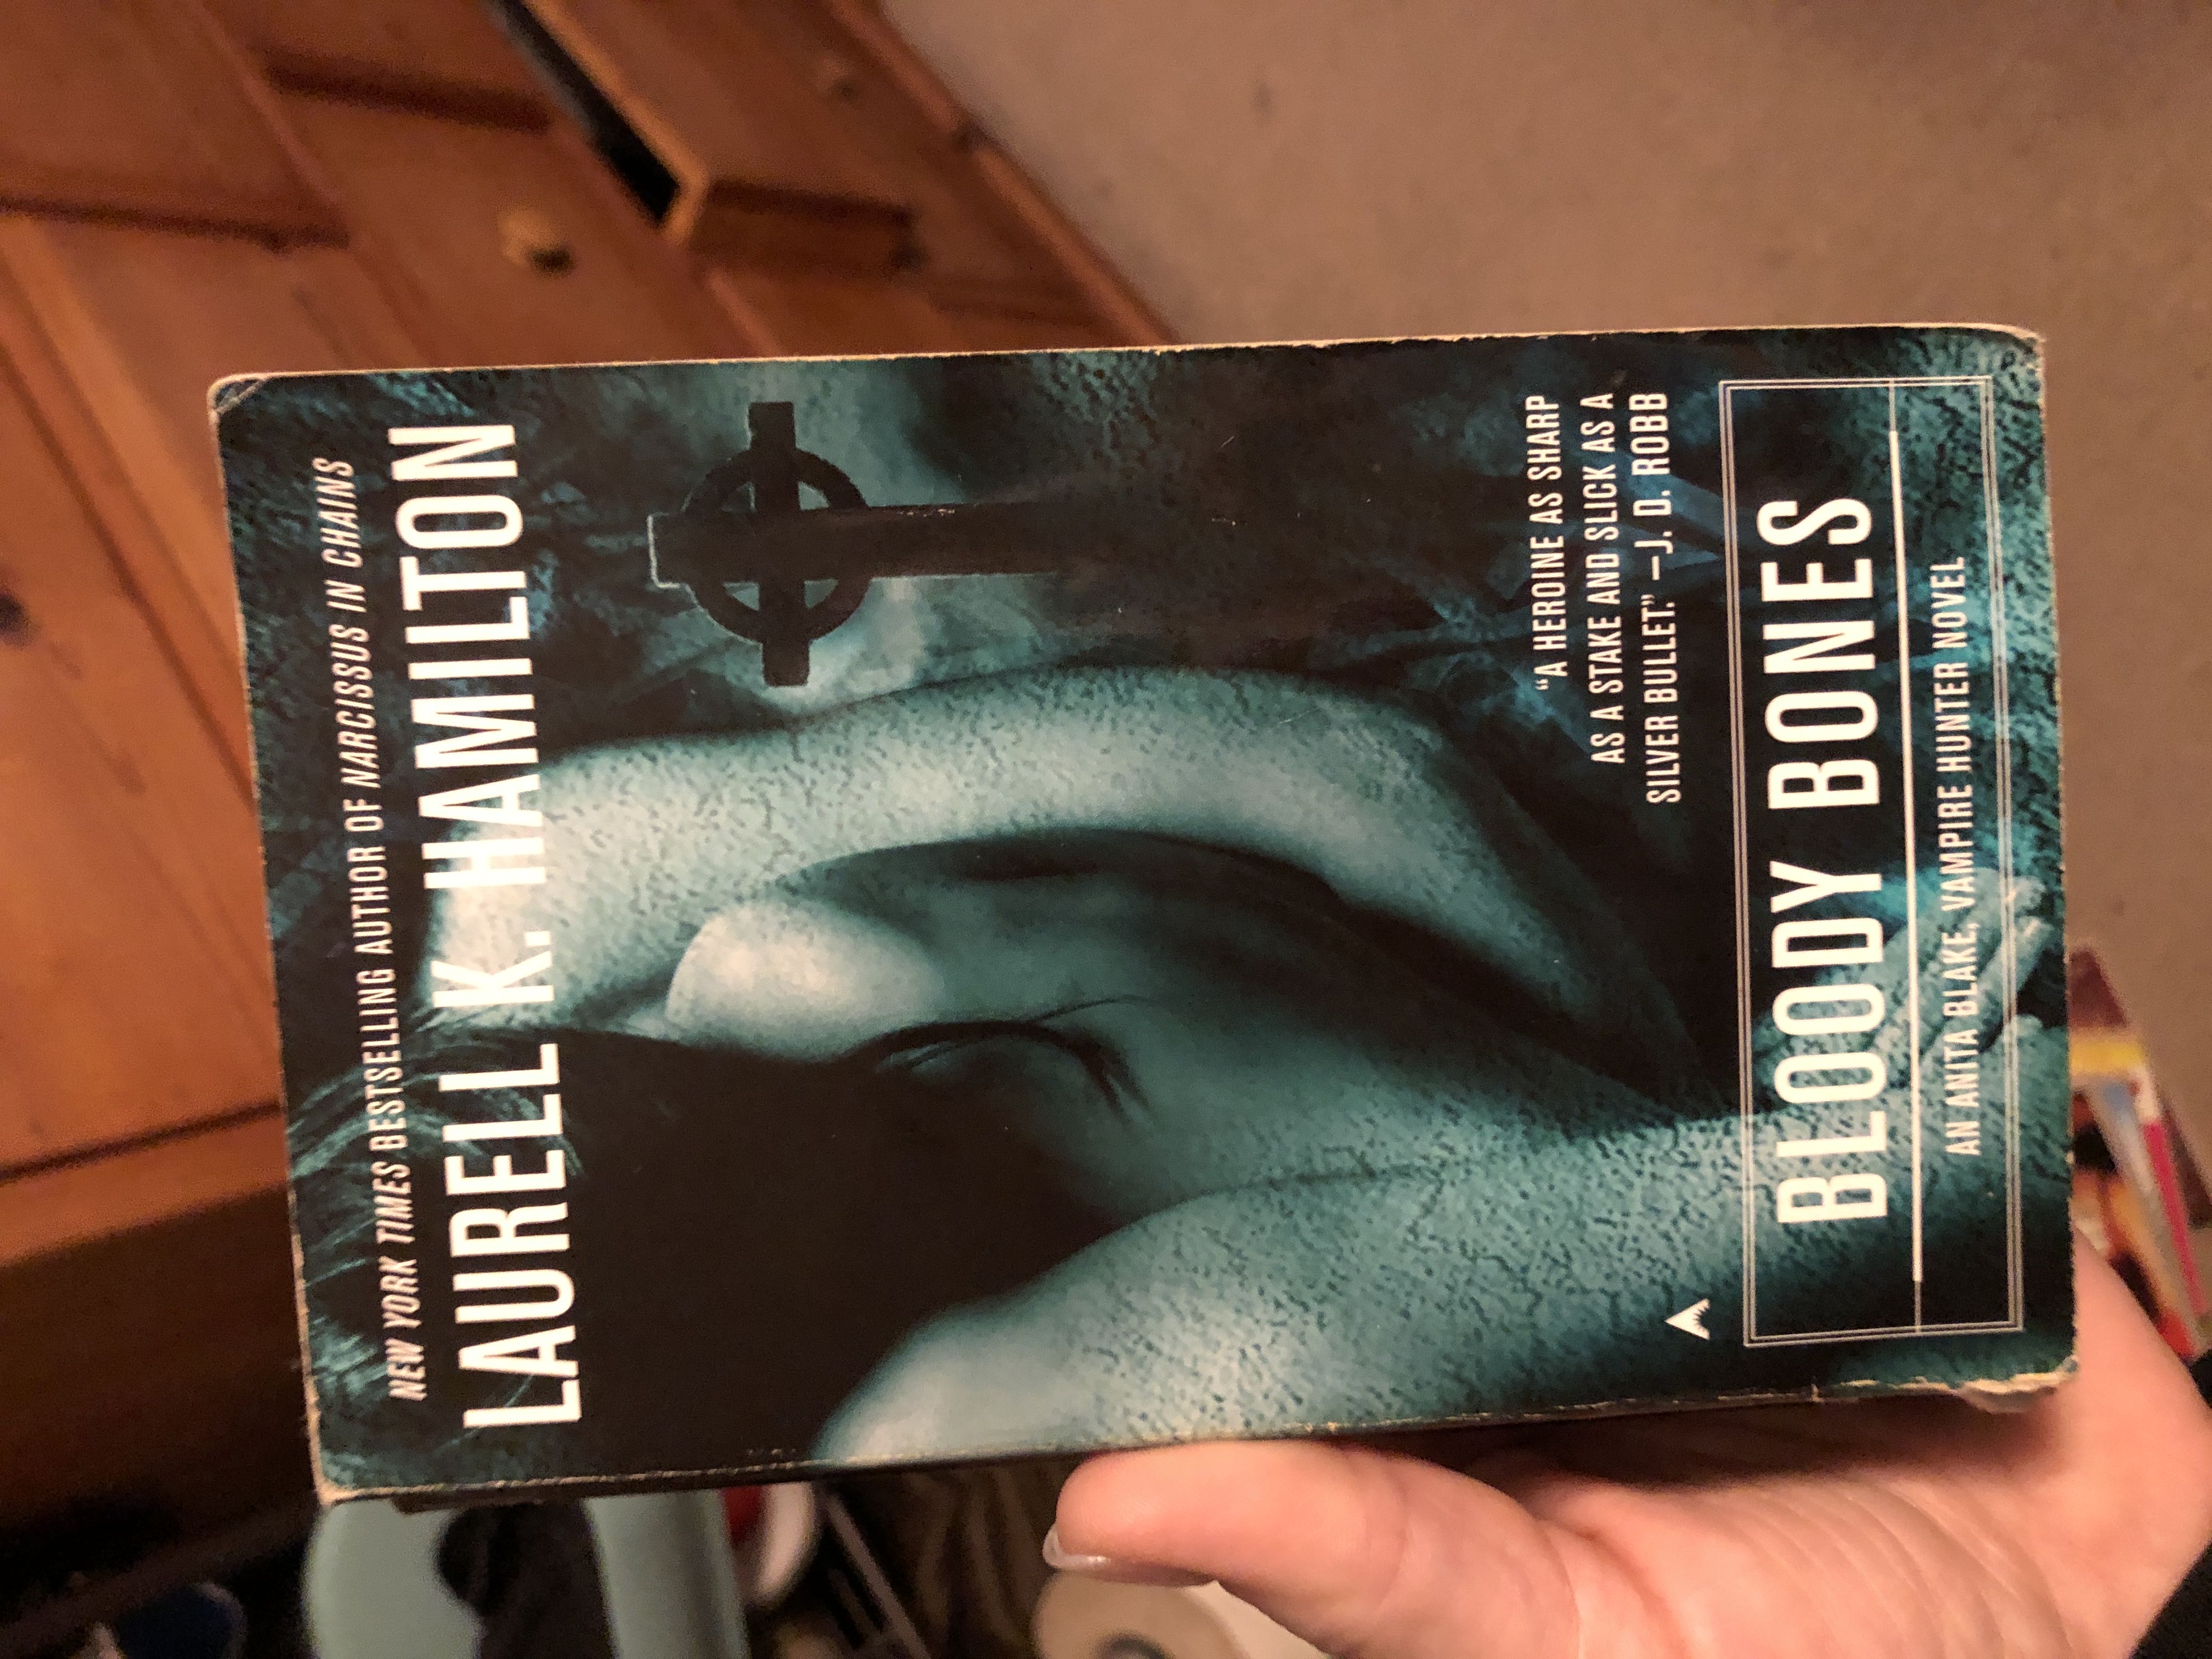 NEW YORK TIMES BESTSELLING AUTHOR OF NARCISSUS IN CHAINS
LAURELL K. HAMILTON
“A HEROINE AS SHARP
AS A STAKE AND SLICK AS A
SILVER BULLET.” —J. D. ROBB
BLOODY BONES
AN ANITA BLAKE, VAMPIRE HUNTER NOVEL